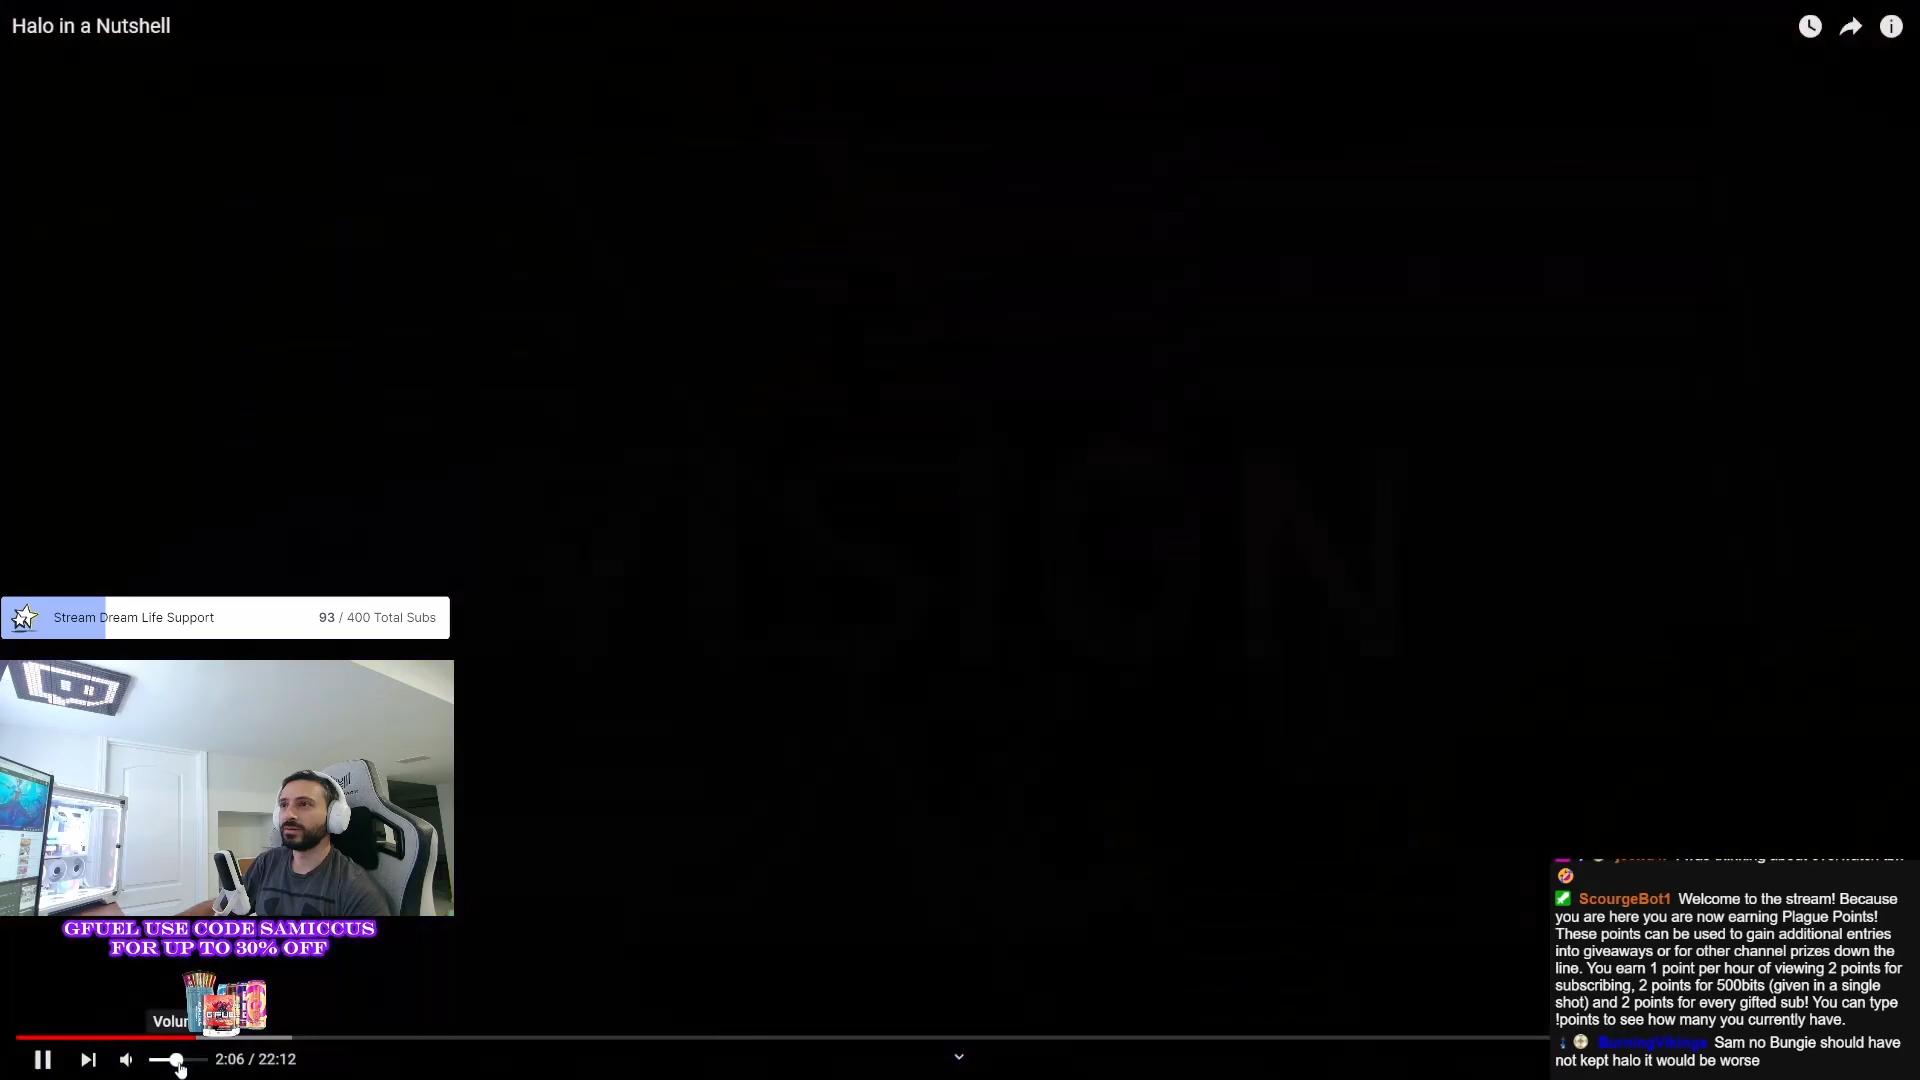 Halo in a Nutshell
Stream Dream Life Support 93 / 400 Total Subs
GFUEL USE CODE SAMICCUS
FOR UP TO 30% OFF
GFUEL
Volu
2:06 / 22:12
ScourgeBot1 Welcome to the stream! Because
you are here you are now earning Plague Points!
These points can be used to gain additional entries
into giveaways or for other channel prizes down the
line. You earn 1 point per hour of viewing 2 points for
subscribing, 2 points for 500bits (given in a single
shot) and 2 points for every gifted sub! You can type
!points to see how many you currently have.
BurningVikings Sam no Bungie should have
not kept halo it would be worse